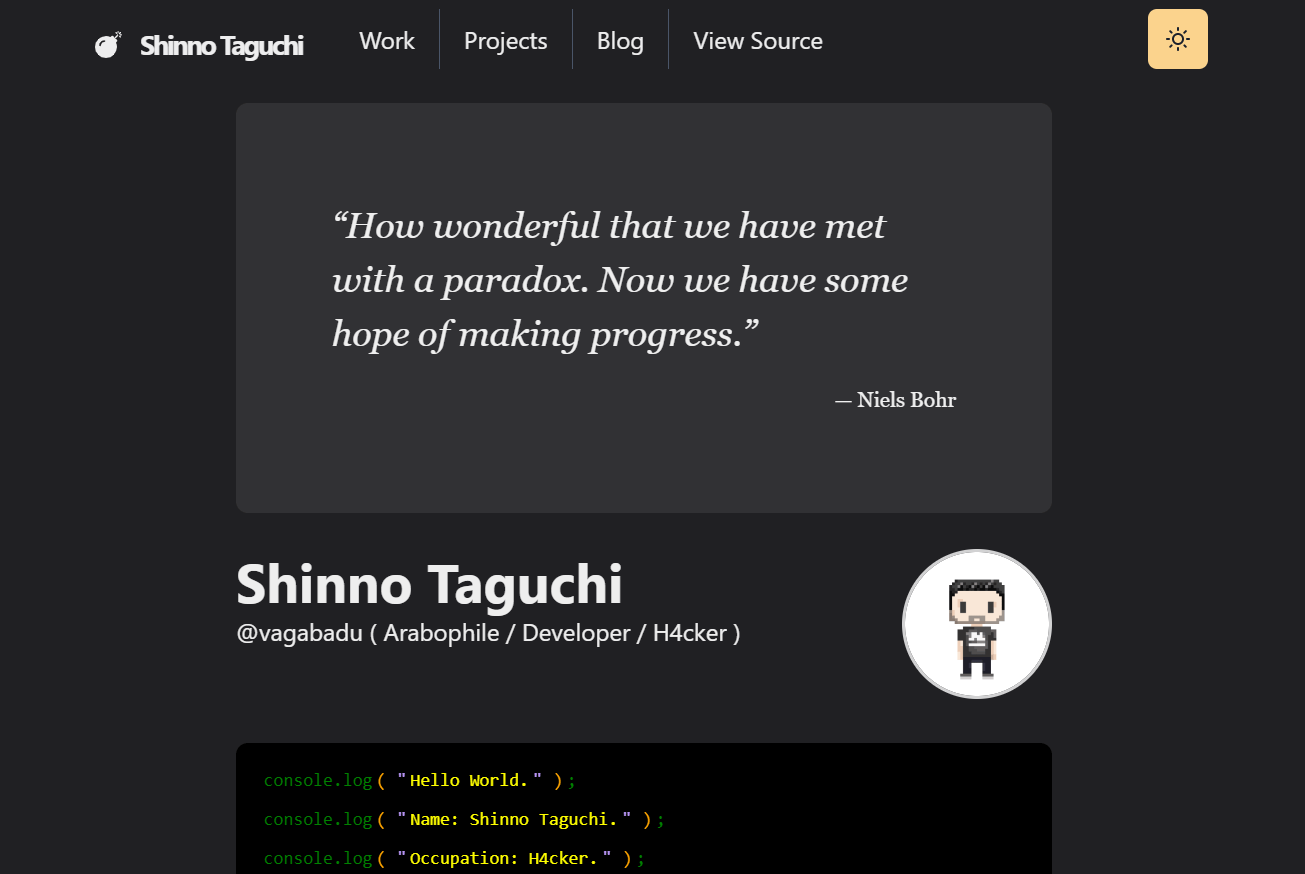 Shinno Taguchi Work Projects Blog View Source
“How wonderful that we have met
with a paradox. Now we have some
hope of making progress.”
— Niels Bohr
Shinno Taguchi
@vagabadu ( Arabophile / Developer / H4cker )
console.log( "Hello World." );
console.log( "Name: Shinno Taguchi." );
console.log( "Occupation: H4cker." );